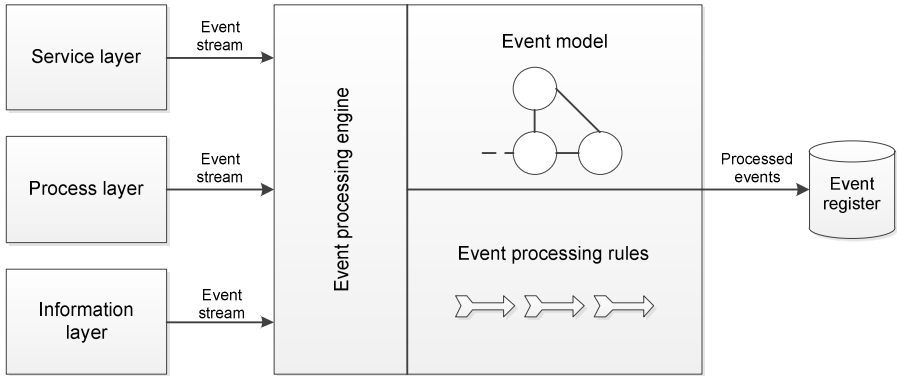 Service layer
Event
stream
Process layer
Event
stream
Information
layer
Event
stream
Event processing engine
Event model
Event processing rules
Processed
events
Event
register